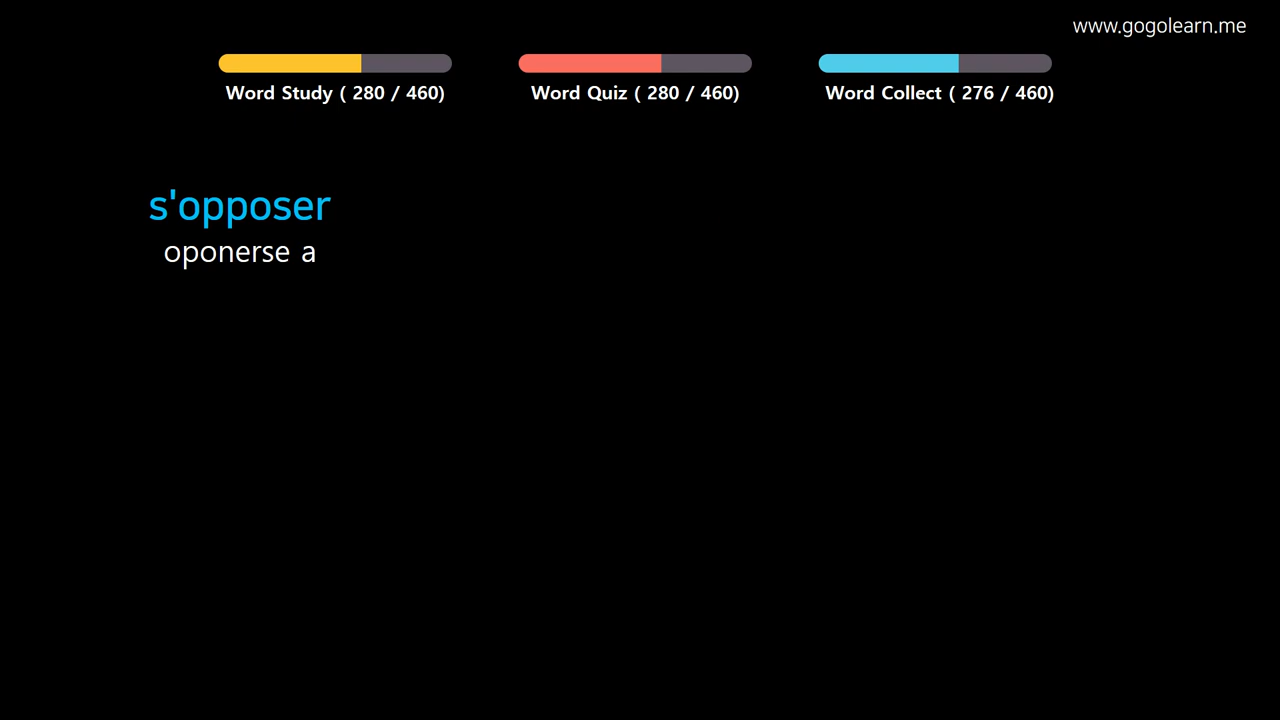 www.gogolearn.me
Word Study ( 280 / 460)
Word Quiz ( 280 / 460)
Word Collect ( 276 / 460)
s'opposer
oponerse a